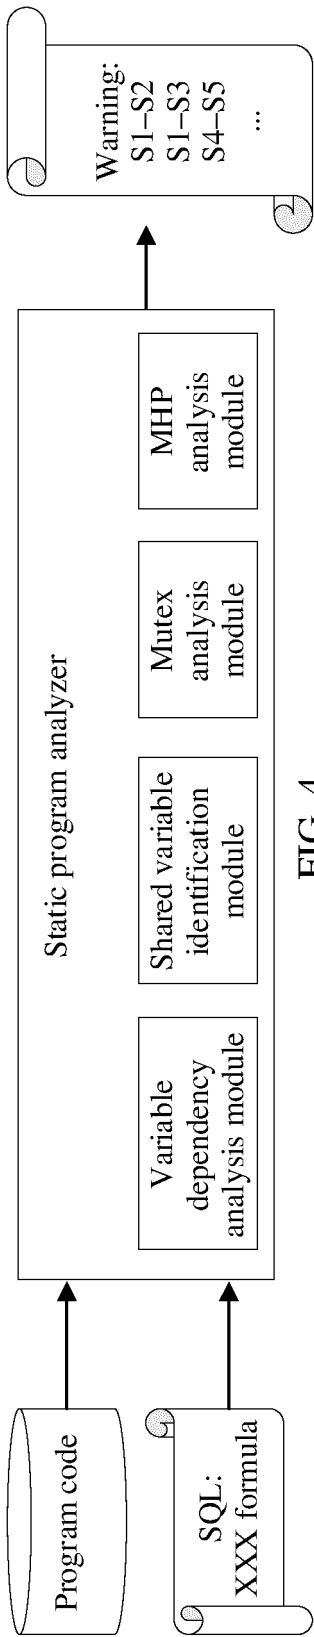 Program code
SQL:
XXX formula
Static program analyzer
Variable
dependency
analysis module
Shared variable
identification
module
Mutex
analysis
module
MHP
analysis
module
Warning:
S1–S2
S1–S3
S4–S5
...
FIG. 4